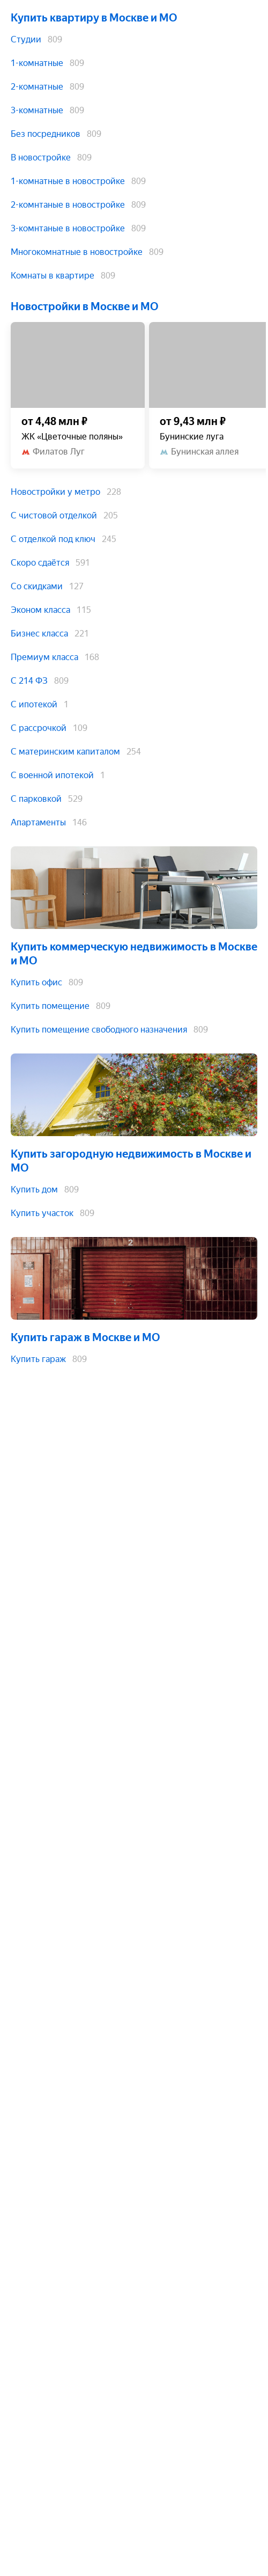 Купить квартиру в Москве и МО
Студии 809
1-комнатные 809
2-комнатные 809
3-комнатные 809
Без посредников 809
В новостройке 809
1-комнатные в новостройке 809
2-комнтаные в новостройке 809
3-комнтаные в новостройке 809
Многокомнатные в новостройке 809
Комнаты в квартире 809
Новостройки в Москве и МО
от 4,48 млн ₽
ЖК «Цветочные поляны»
Филатов Луг
от 9,43 млн ₽
Бунинские луга
Бунинская аллея
Новостройки у метро 228
С чистовой отделкой 205
С отделкой под ключ 245
Скоро сдаётся 591
Со скидками 127
Эконом класса 115
Бизнес класса 221
Премиум класса 168
С 214 ФЗ 809
С ипотекой 1
С рассрочкой 109
С материнским капиталом 254
С военной ипотекой 1
С парковкой 529
Апартаменты 146
Купить коммерческую недвижимость в Москве
и МО
Купить офис 809
Купить помещение 809
Купить помещение свободного назначения 809
Купить загородную недвижимость в Москве и
МО
Купить дом 809
Купить участок 809
2
Купить гараж в Москве и МО
Купить гараж 809